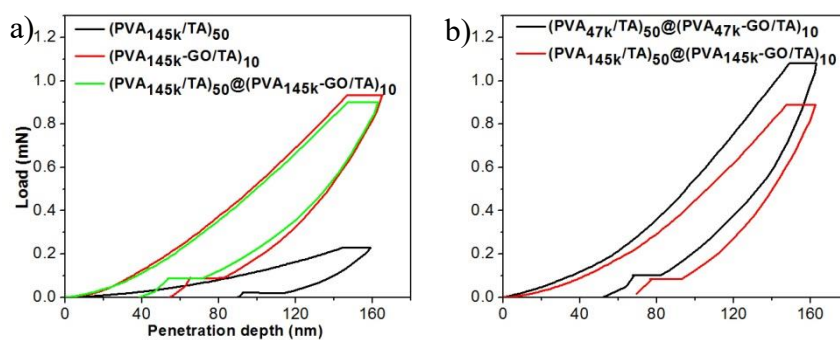 a)
(PVA145k/TA)50
(PVA145k-GO/TA)10
(PVA145k/TA)50@(PVA145k-GO/TA)10
Load (mN)
1.2
1.0
0.8
0.6
0.4
0.2
0.0
0 40 80 120 160
Penetration depth (nm)
b)
(PVA47k/TA)50@(PVA47k-GO/TA)10
(PVA145k/TA)50@(PVA145k-GO/TA)10
1.2
1.0
0.8
0.6
0.4
0.2
0.0
0 40 80 120 160